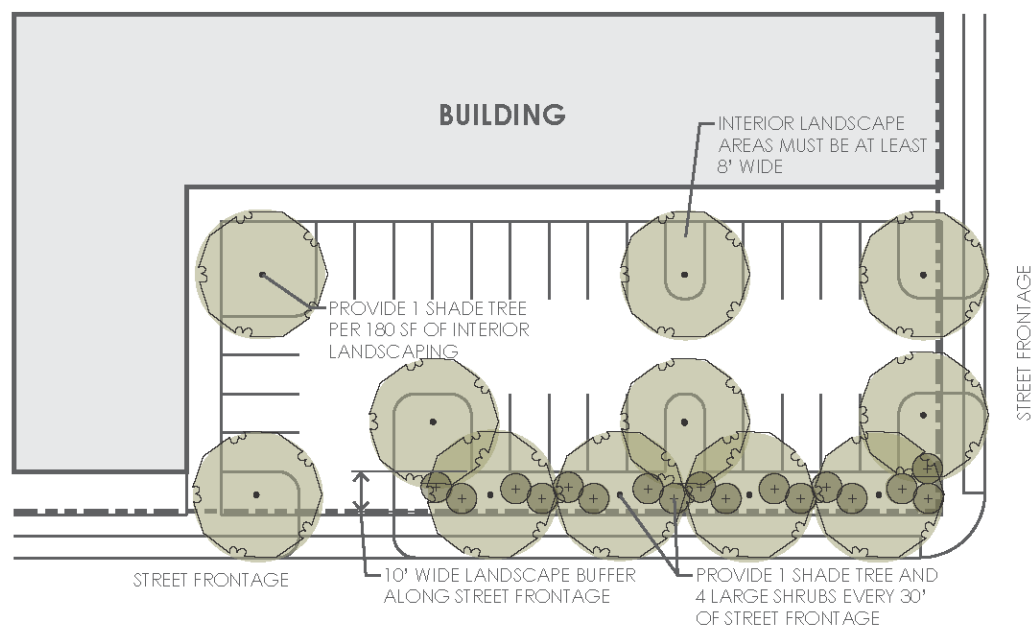 BUILDING
INTERIOR LANDSCAPE
AREAS MUST BE AT LEAST
8' WIDE
PROVIDE 1 SHADE TREE
PER 180 SF OF INTERIOR
LANDSCAPING
STREET FRONTAGE
STREET FRONTAGE
10' WIDE LANDSCAPE BUFFER
ALONG STREET FRONTAGE
PROVIDE 1 SHADE TREE AND
4 LARGE SHRUBS EVERY 30'
OF STREET FRONTAGE